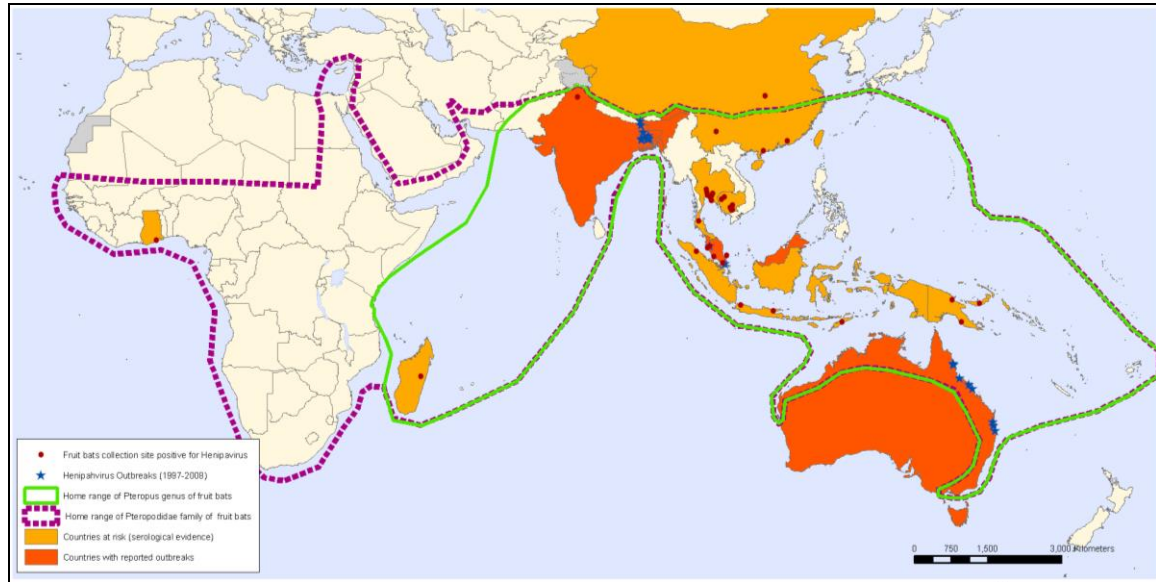 Fruit bats collection site positive for Henipavirus
Henipahvirus Outbreaks (1997-2008)
Home range of Pteropus genus of fruit bats
Home range of Pteropodidae family of fruit bats
Countries at risk (serological evidence)
Countries with reported outbreaks
0 750 1,500 3,000 Kilometers